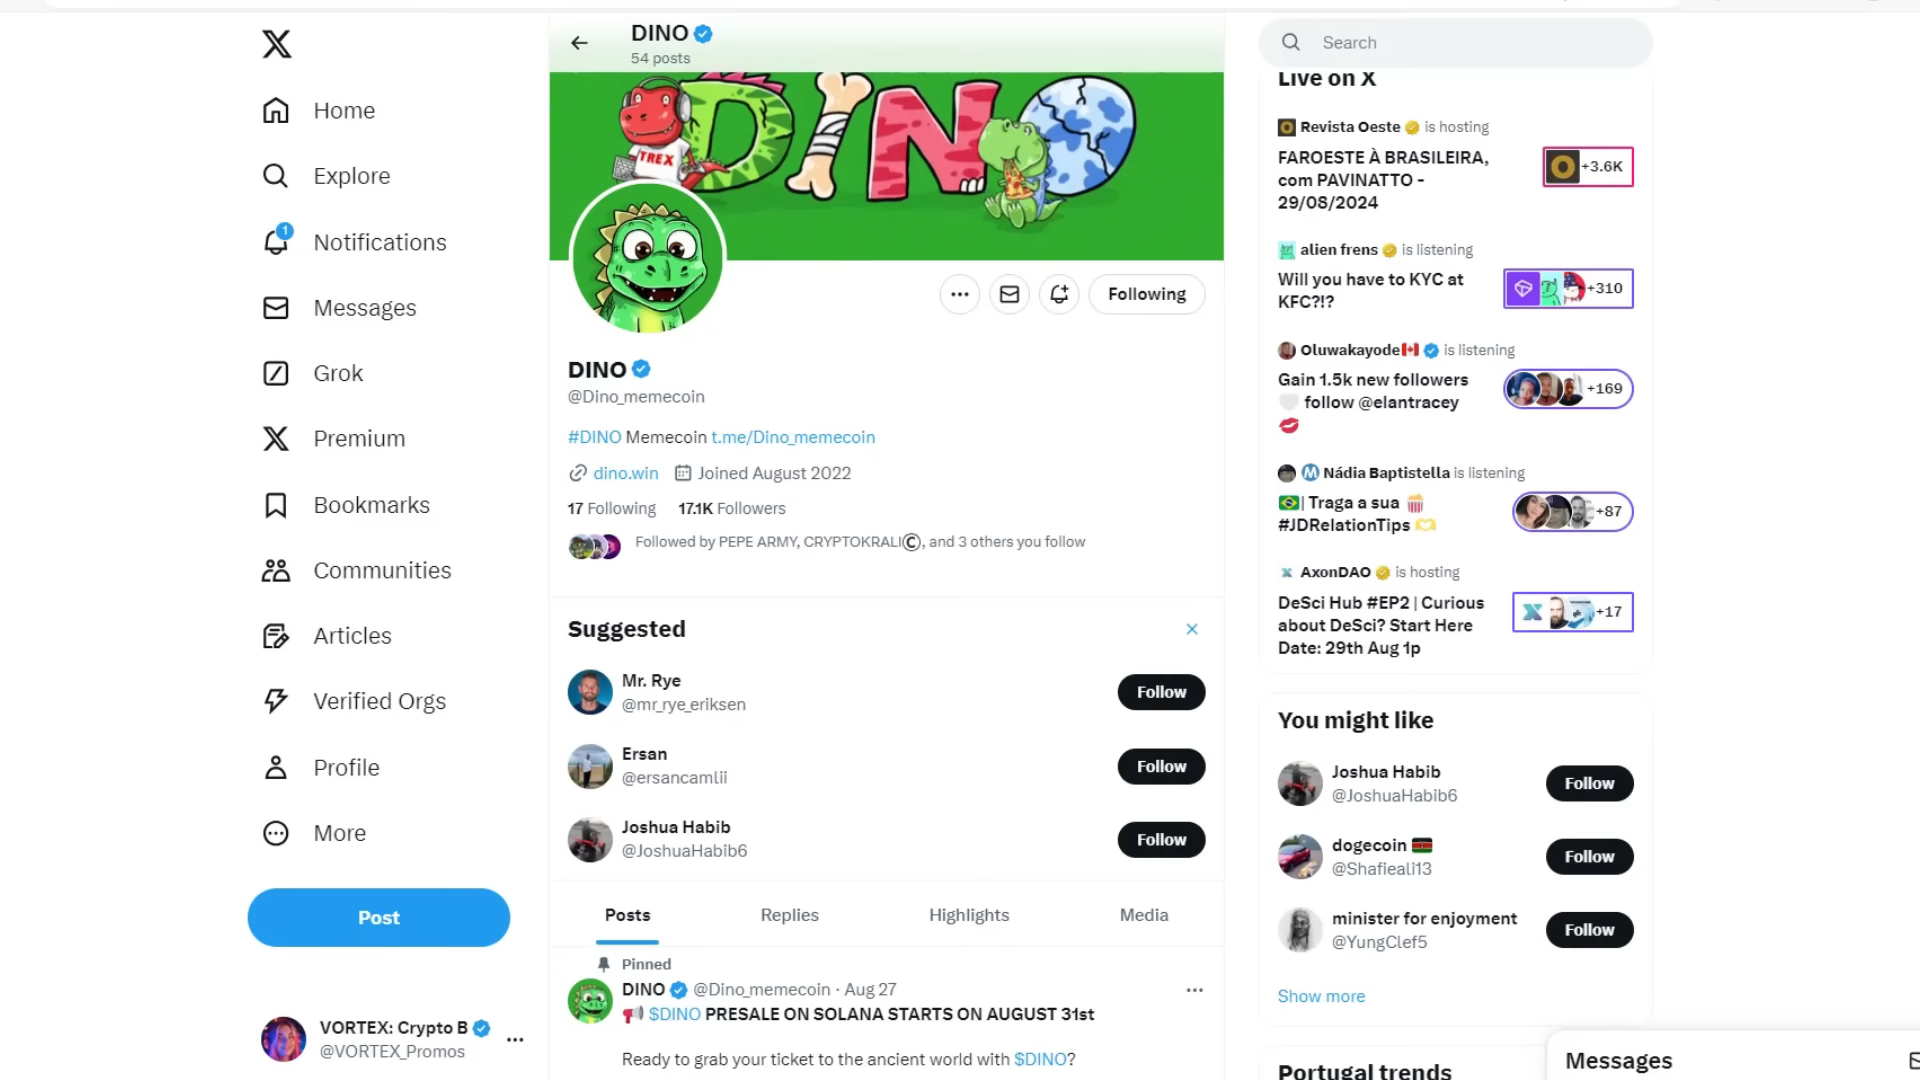 Home
Explore
1
Notifications
Messages
Grok
Premium
Bookmarks
Communities
Articles
Verified Orgs
Profile
More
Post
VORTEX: Crypto B
@VORTEX_Promos
DINO
54 posts
DINO
TREX
Following
DINO
@Dino_memecoin
#DINO Memecoin t.me/Dino_memecoin
dino.win Joined August 2022
17 Following 17.1K Followers
Followed by PEPE ARMY, CRYPTOKRALIⒸ, and 3 others you follow
Suggested
Mr. Rye
@mr_rye_eriksen
Follow
Ersan
@ersancamlii
Follow
Joshua Habib
@JoshuaHabib6
Follow
Posts Replies Highlights Media
Pinned
DINO @Dino_memecoin · Aug 27
$DINO PRESALE ON SOLANA STARTS ON AUGUST 31st
Ready to grab your ticket to the ancient world with $DINO?
Search
Live on X
Revista Oeste is hosting
FAROESTE À BRASILEIRA,
com PAVINATTO -
29/08/2024
+3.6K
alien frens is listening
Will you have to KYC at
KFC?!?
+310
Oluwakayode is listening
Gain 1.5k new followers
follow @elantracey
+169
Nádia Baptistella is listening
| Traga a sua
#JDRelationTips
+87
AxonDAO is hosting
DeSci Hub #EP2 | Curious
about DeSci? Start Here
Date: 29th Aug 1p
+17
You might like
Joshua Habib
@JoshuaHabib6
Follow
dogecoin
@Shafieali13
Follow
minister for enjoyment
@YungClef5
Follow
Show more
Portugal trends
Messages